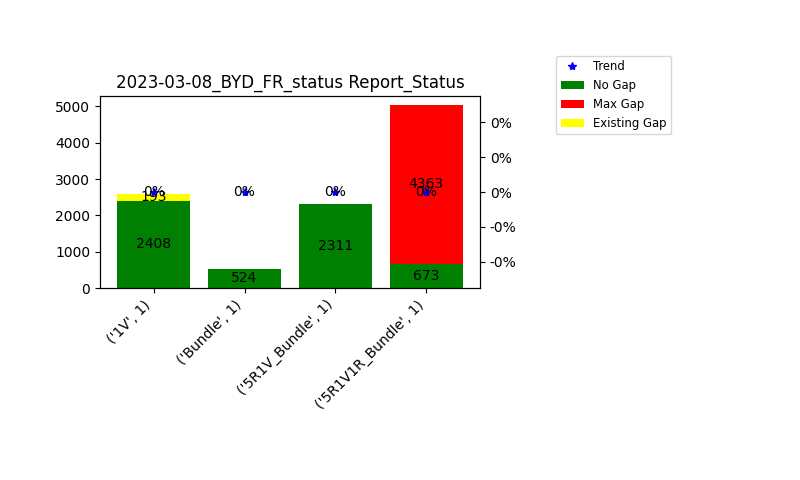 2023-03-08_BYD_FR_status Report_Status
Trend
No Gap
Max Gap
Existing Gap
5000
4000
3000
2000
1000
0
0%
0%
0%
-0%
-0%
0%
0%
0%
0%
193
2408
524
2311
4363
673
('1V', 1)
('Bundle', 1)
('5R1V_Bundle', 1)
('5R1V1R_Bundle', 1)